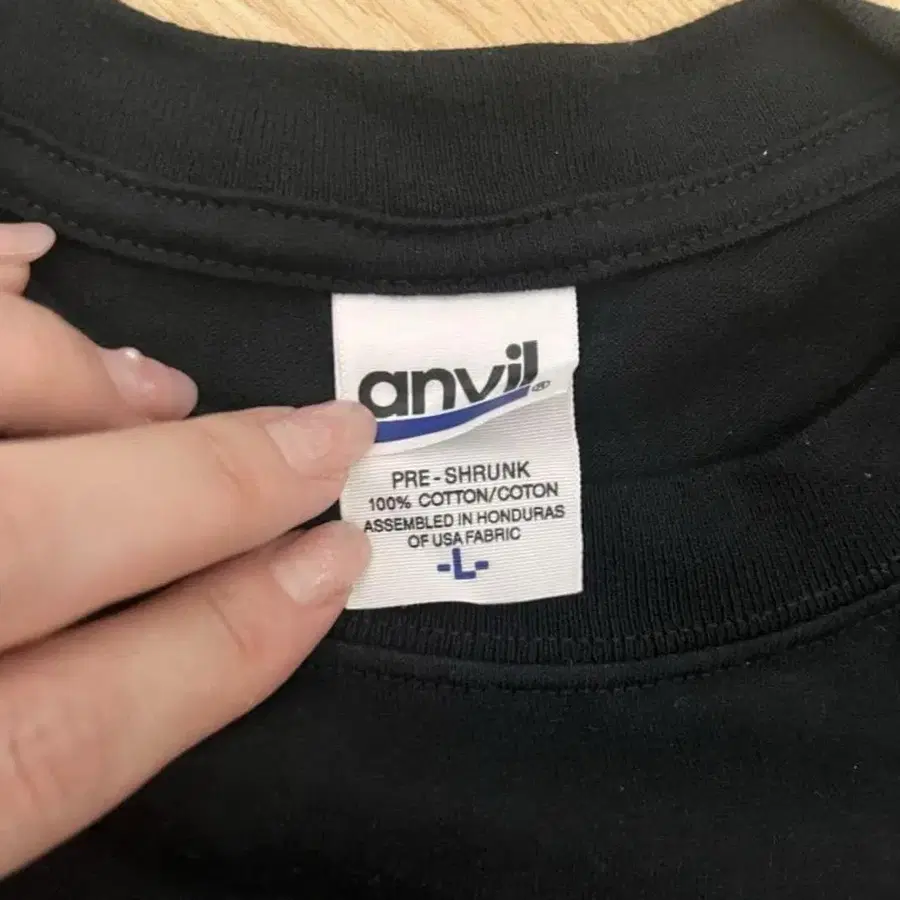 anvil®
PRE-SHRUNK
100% COTTON/COTON
ASSEMBLED IN HONDURAS
OF USA FABRIC
-L-